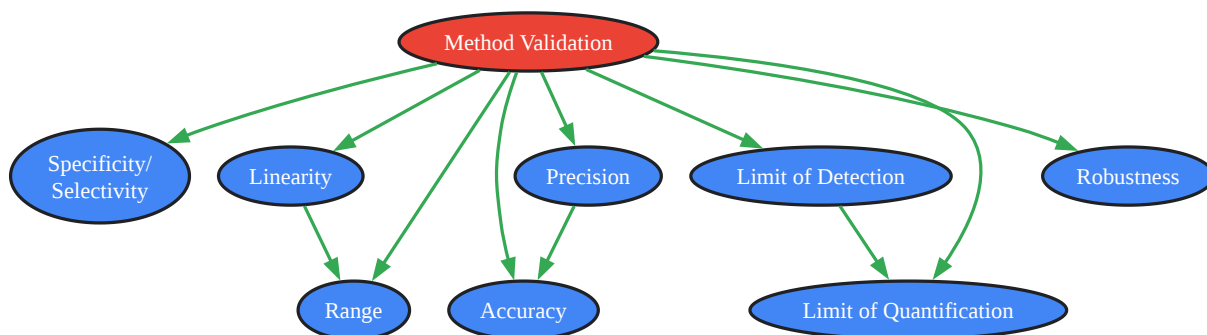 Method Validation
Specificity/
Selectivity
Linearity
Precision
Limit of Detection
Robustness
Range
Accuracy
Limit of Quantification